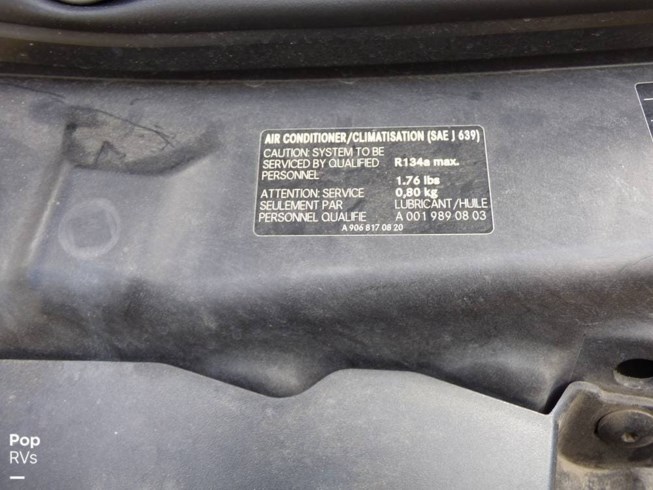 AIR CONDITIONER/CLIMATISATION (SAE J 639)
CAUTION: SYSTEM TO BE
SERVICED BY QUALIFIED R134a max.
PERSONNEL 1.76 lbs
ATTENTION: SERVICE 0,80 kg
SEULEMENT PAR LUBRICANT/HUILE
PERSONNEL QUALIFIE A 001 989 08 03
A 906 817 08 20
Pop
RVs